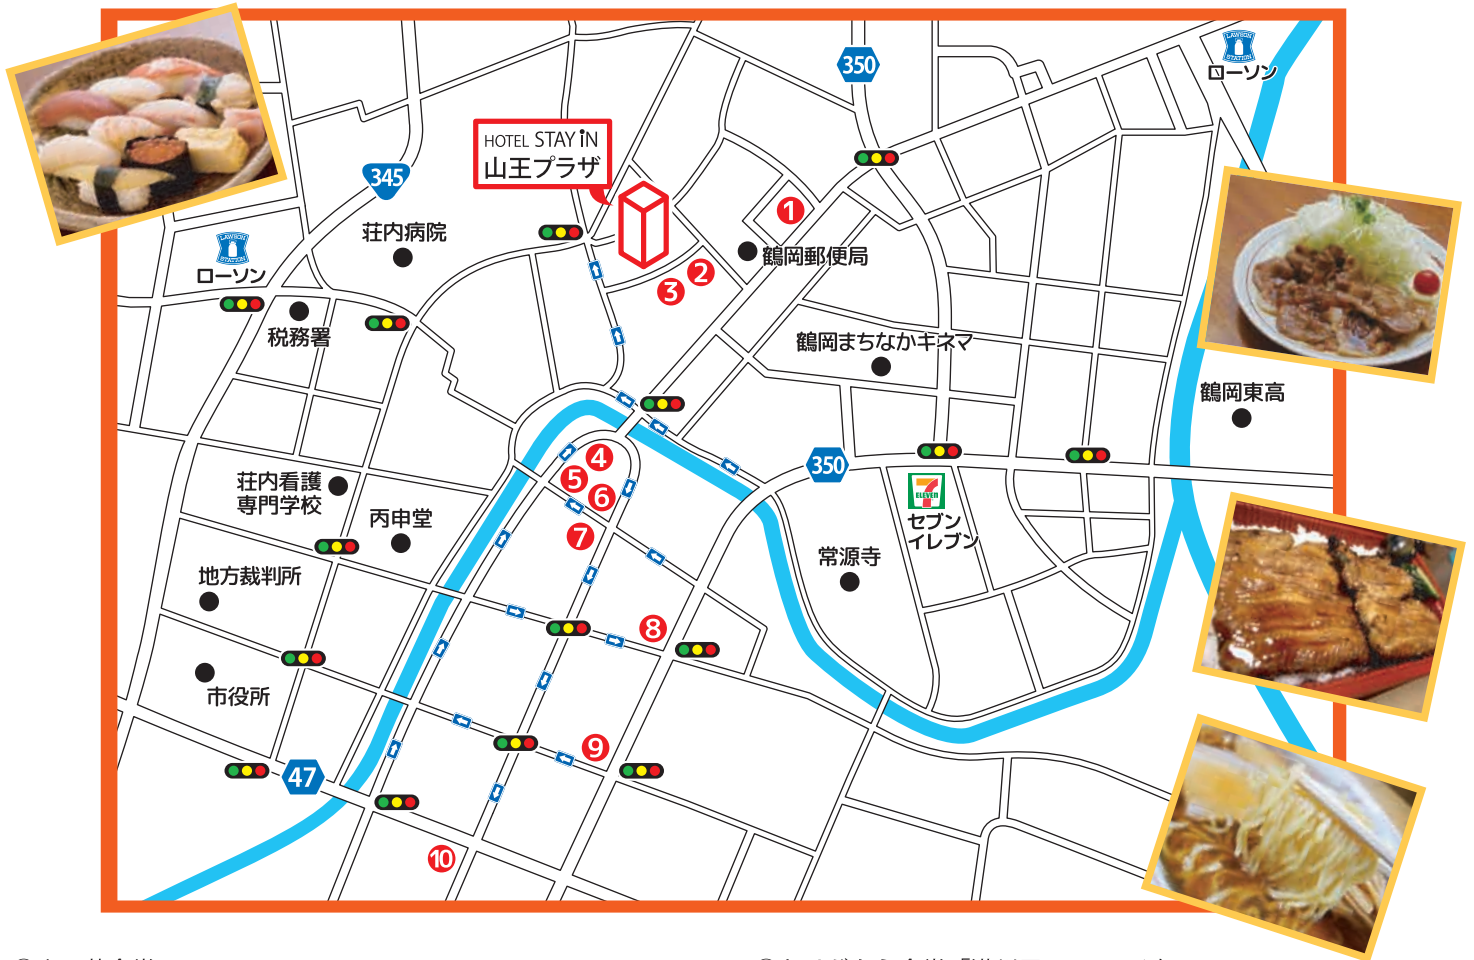 350
LAWSON
STATION
ローソン
HOTEL STAY iN
山王プラザ
345
荘内病院
LAWSON
STATION
ローソン
税務署
1
鶴岡郵便局
2
3
鶴岡まちなかキネマ
鶴岡東高
350
4
5
6
7
ELEVEN
セブン
イレブン
荘内看護
専門学校
丙申堂
常源寺
地方裁判所
8
市役所
9
47
10